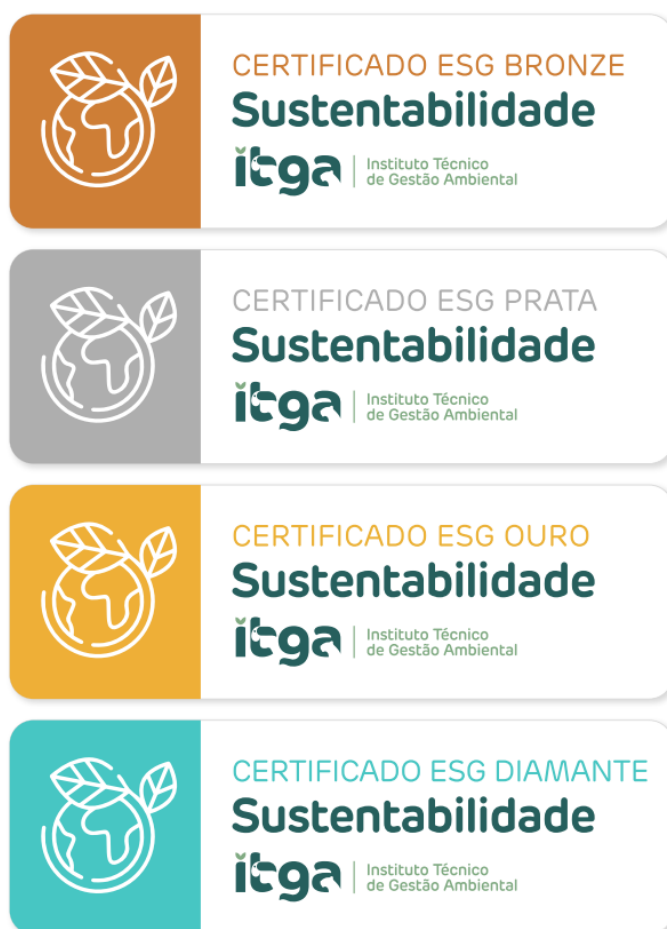 CERTIFICADO ESG BRONZE
Sustentabilidade
itga
Instituto Técnico
de Gestão Ambiental
CERTIFICADO ESG PRATA
Sustentabilidade
itga
Instituto Técnico
de Gestão Ambiental
CERTIFICADO ESG OURO
Sustentabilidade
itga
Instituto Técnico
de Gestão Ambiental
CERTIFICADO ESG DIAMANTE
Sustentabilidade
itga
Instituto Técnico
de Gestão Ambiental